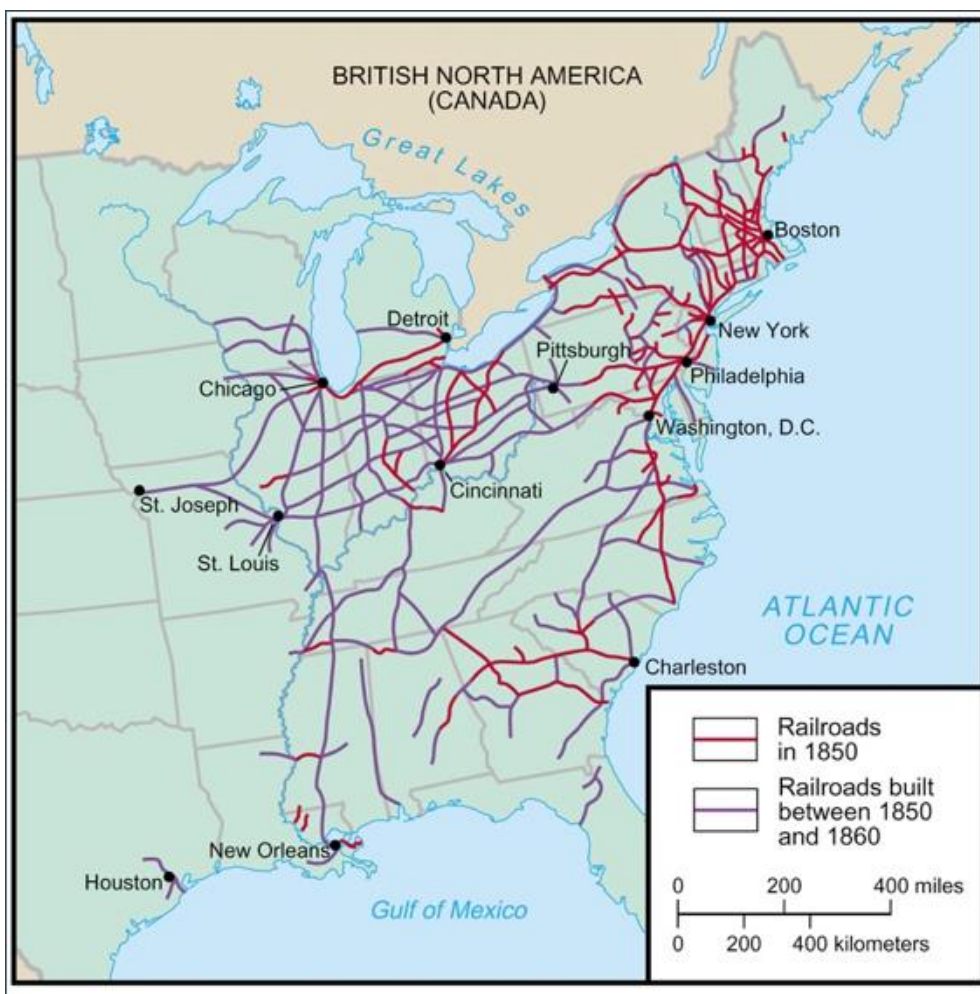 BRITISH NORTH AMERICA
(CANADA)
Great Lakes
Boston
Detroit
New York
Pittsburgh
Philadelphia
Chicago
Washington, D.C.
Cincinnati
St. Joseph
St. Louis
ATLANTIC
OCEAN
Charleston
New Orleans
Houston
Gulf of Mexico
Railroads
in 1850
Railroads built
between 1850
and 1860
0 200 400 miles
0 200 400 kilometers